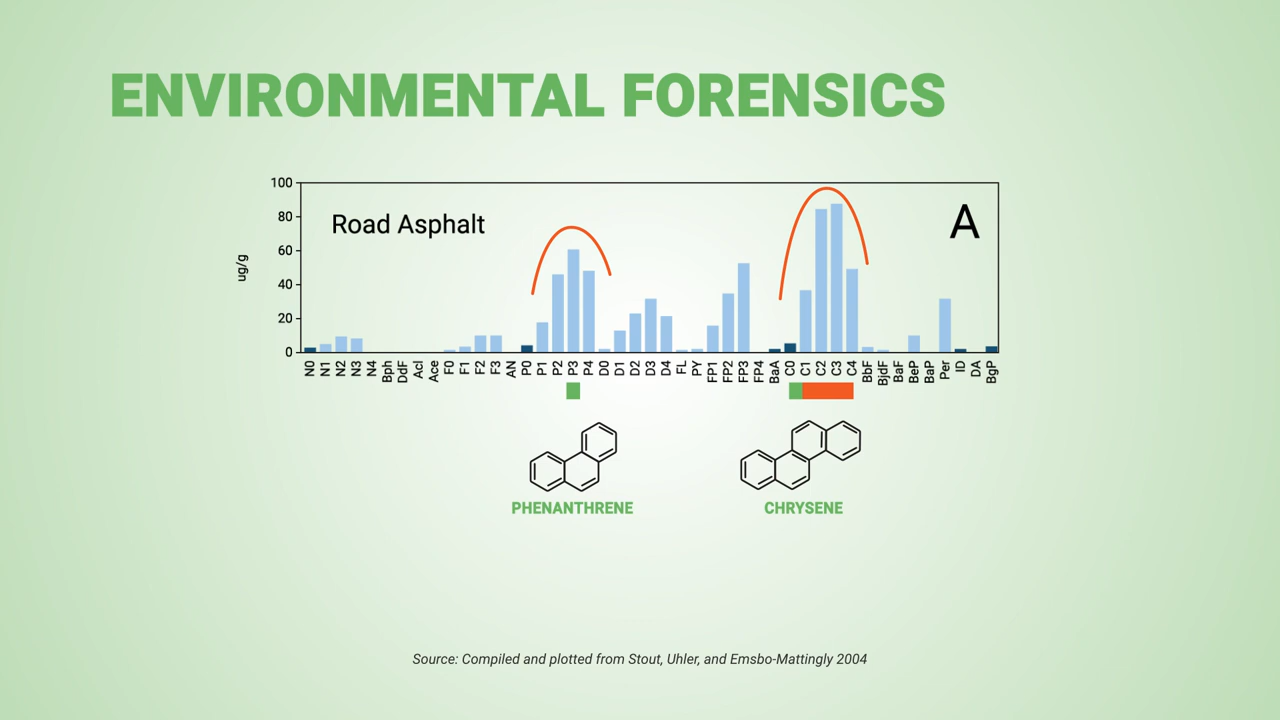 ENVIRONMENTAL FORENSICS
100
80
60
40
20
0
ug/g
Road Asphalt
A
N0 N1 N2 N3 N4 Bph DdF Acl Ace F0 F1 F2 F3 AN P0 P1 P2 P3 P4 D0 D1 D2 D3 D4 FL PY FP1 FP2 FP3 FP4 BaA C0 C1 C2 C3 C4 BbF BjdF BaF BeP BaP Per ID DA BgP
PHENANTHRENE
CHRYSENE
Source: Compiled and plotted from Stout, Uhler, and Emsbo-Mattingly 2004